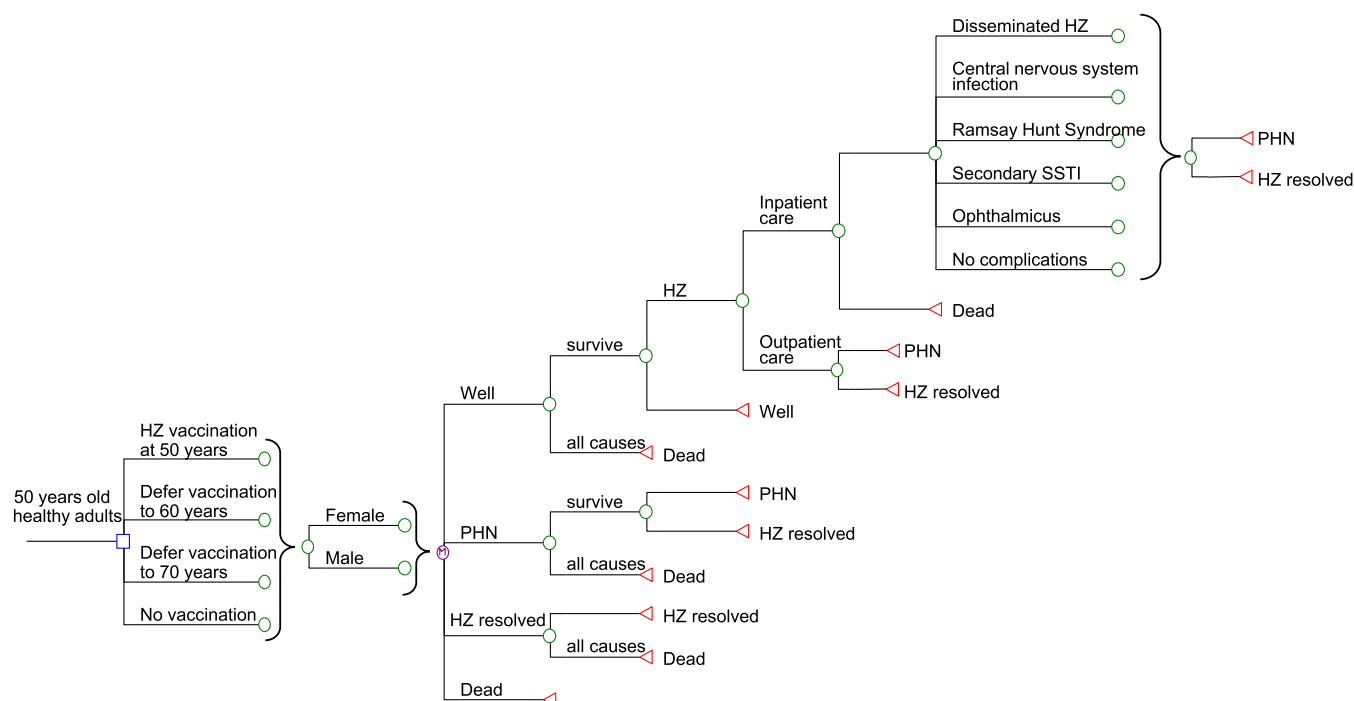 Disseminated HZ
Central nervous system
infection
Ramsay Hunt Syndrome
PHN
Secondary SSTI
HZ resolved
Inpatient
care
Ophthalmicus
No complications
HZ
Dead
survive
Outpatient
care
PHN
HZ resolved
Well
Well
HZ vaccination
at 50 years
all causes
Dead
50 years old
healthy adults
Defer vaccination
to 60 years
survive
PHN
Female
PHN
HZ resolved
Male
Defer vaccination
to 70 years
M
all causes
Dead
No vaccination
HZ resolved
HZ resolved
all causes
Dead
Dead